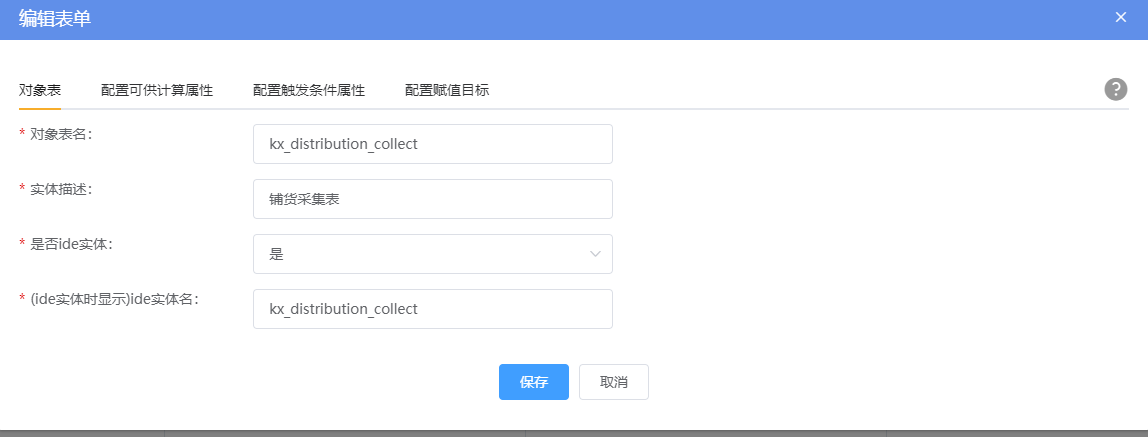 编辑表单
对象表 配置可供计算属性 配置触发条件属性 配置赋值目标 ?
* 对象表名: kx_distribution_collect
* 实体描述: 铺货采集表
* 是否ide实体: 是
* (ide实体时显示)ide实体名: kx_distribution_collect
保存 取消